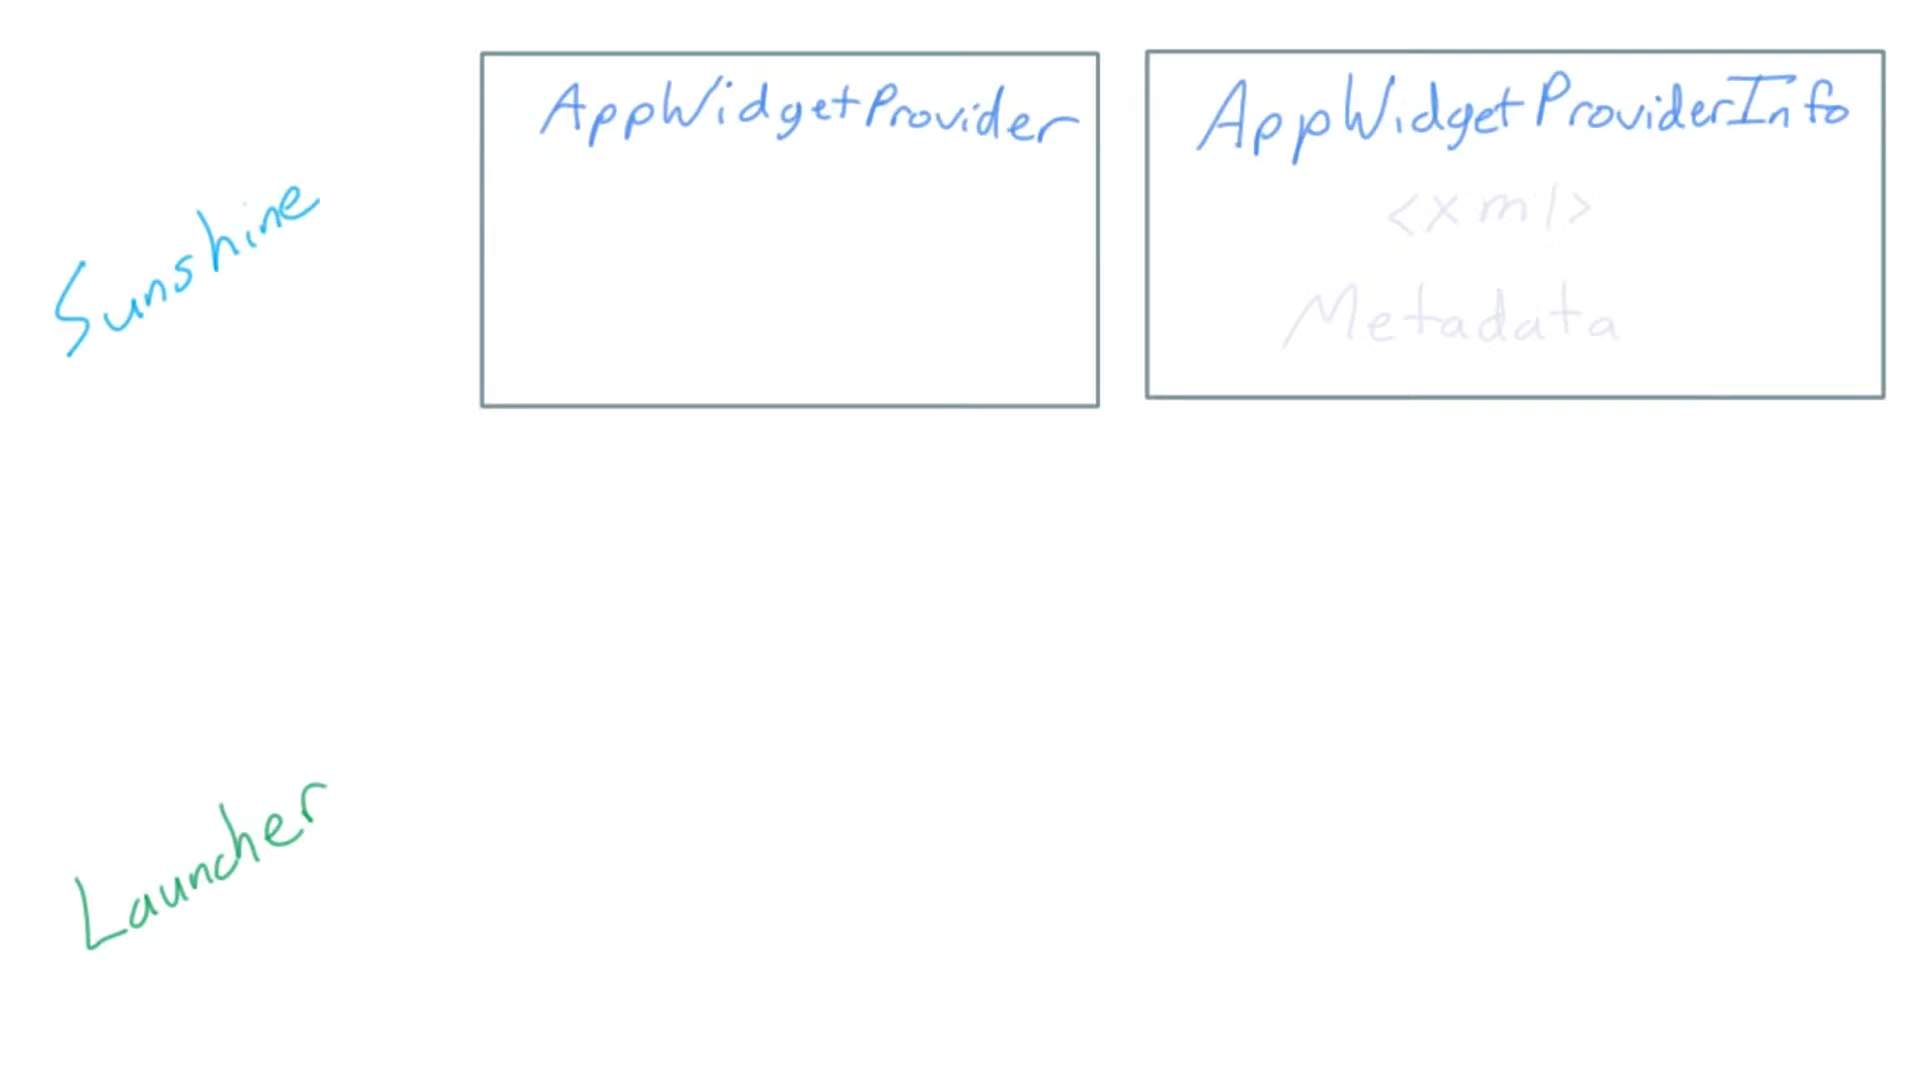 AppWidgetProvider
AppWidgetProviderInfo
<xml>
Metadata
Sunshine
Launcher